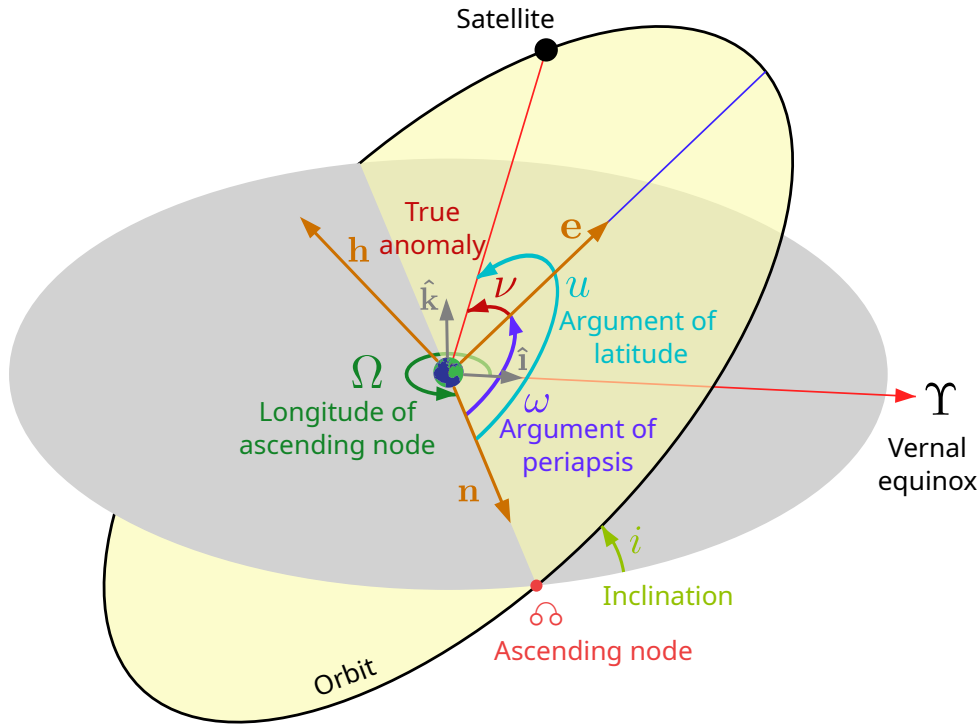 Satellite
True
anomaly
e
h
ν
u
k̂
Argument of
latitude
î
Ω
ω
ϒ
Longitude of
ascending node
Argument of
periapsis
Vernal
equinox
n
i
Inclination
☊
Ascending node
Orbit